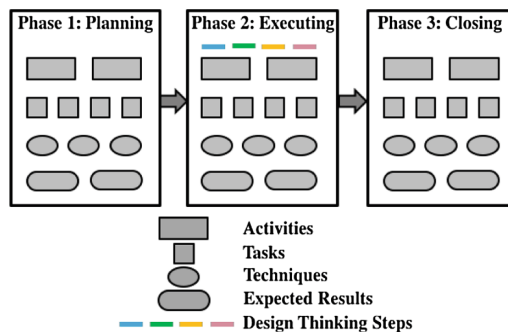 Phase 1: Planning
Phase 2: Executing
Phase 3: Closing
Activities
Tasks
Techniques
Expected Results
Design Thinking Steps